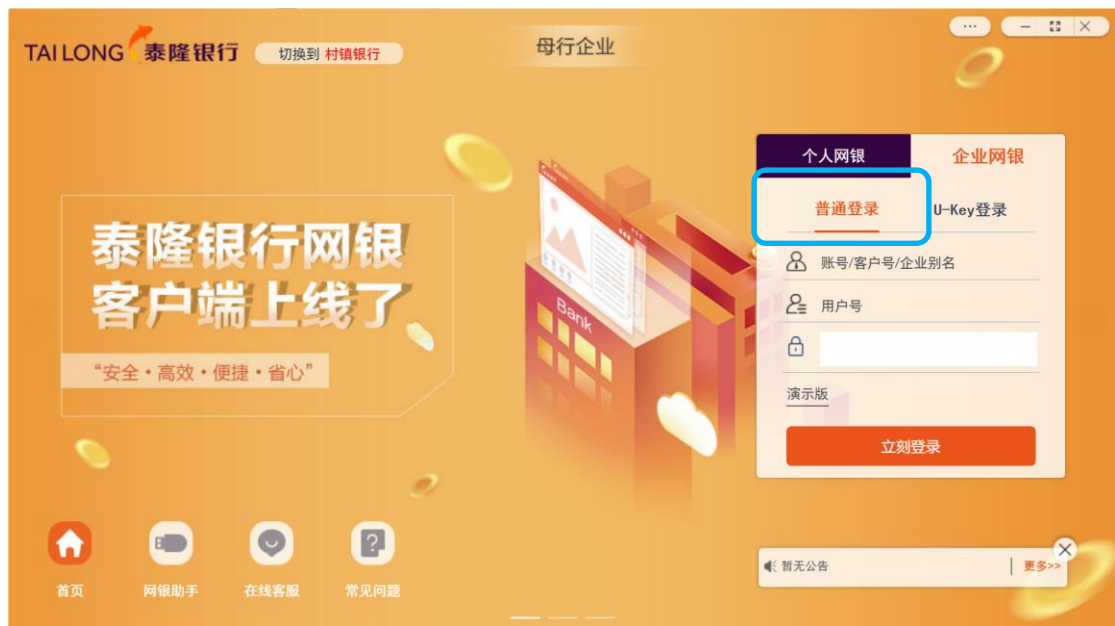 TAILONG 泰隆银行
切换到 村镇银行
母行企业
个人网银
企业网银
普通登录
U-Key登录
账号/客户号/企业别名
用户号
演示版
立刻登录
泰隆银行网银
客户端上线了
“安全·高效·便捷·省心”
Bank
首页
网银助手
在线客服
常见问题
暂无公告
更多>>